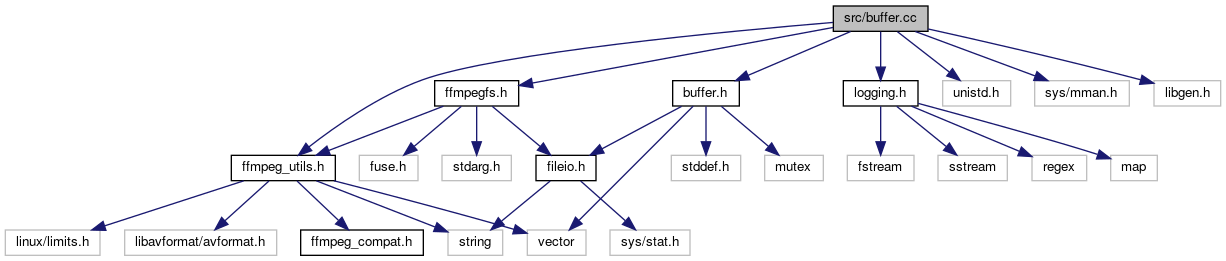 src/buffer.cc
ffmpegfs.h
buffer.h
logging.h
unistd.h
sys/mman.h
libgen.h
ffmpeg_utils.h
fuse.h
stdarg.h
fileio.h
stddef.h
mutex
fstream
sstream
regex
map
linux/limits.h
libavformat/avformat.h
ffmpeg_compat.h
string
vector
sys/stat.h